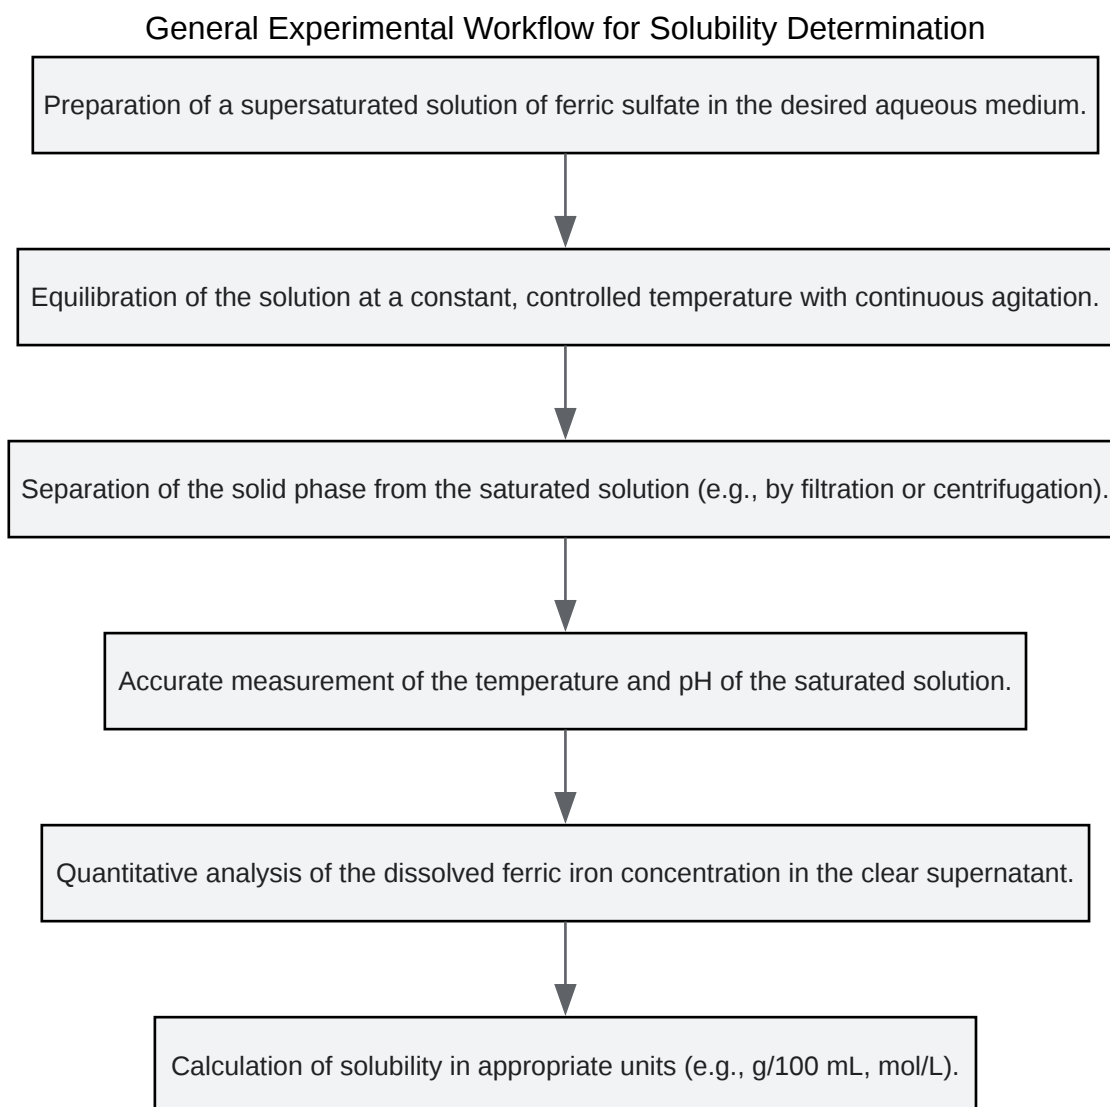 General Experimental Workflow for Solubility Determination
Preparation of a supersaturated solution of ferric sulfate in the desired aqueous medium.
Equilibration of the solution at a constant, controlled temperature with continuous agitation.
Separation of the solid phase from the saturated solution (e.g., by filtration or centrifugation).
Accurate measurement of the temperature and pH of the saturated solution.
Quantitative analysis of the dissolved ferric iron concentration in the clear supernatant.
Calculation of solubility in appropriate units (e.g., g/100 mL, mol/L).